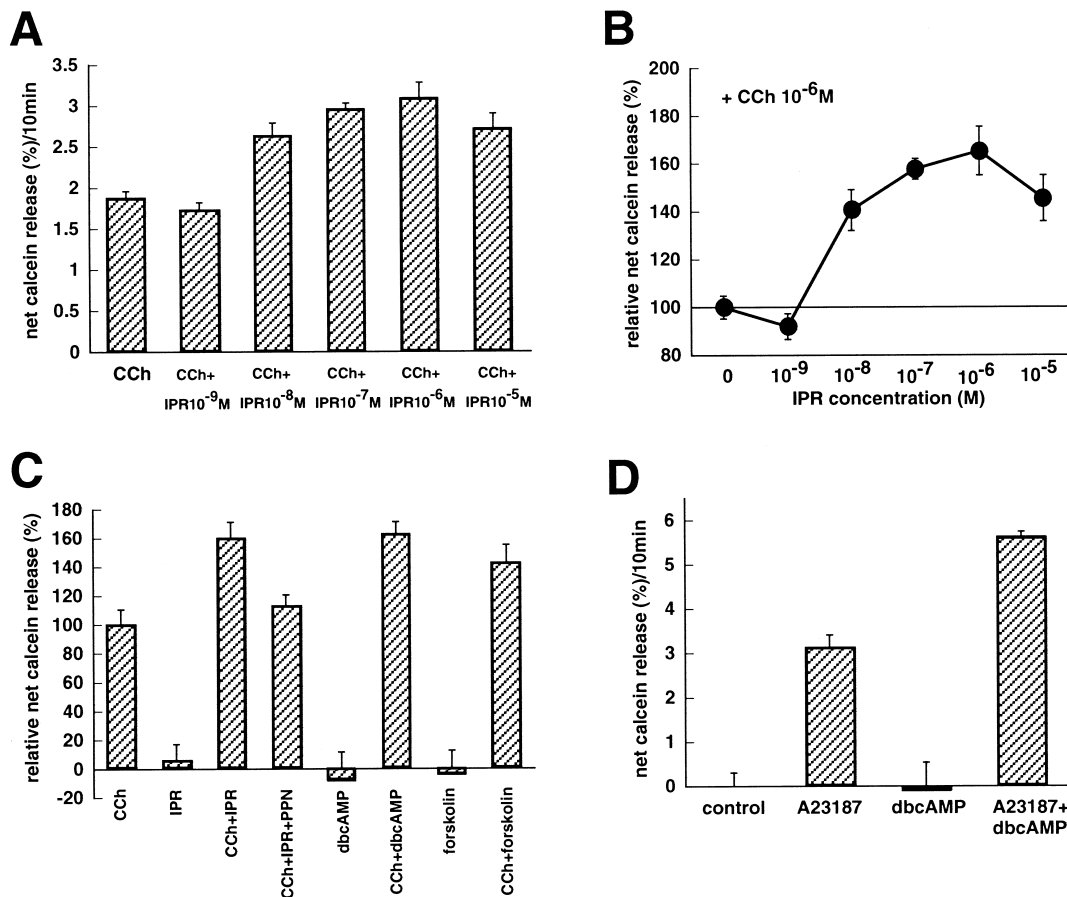 A
net calcein release (%)/10min
3.5
3
2.5
2
1.5
1
0.5
0
CCh
CCh+
IPR10⁻⁹M
CCh+
IPR10⁻⁸M
CCh+
IPR10⁻⁷M
CCh+
IPR10⁻⁶M
CCh+
IPR10⁻⁵M
B
relative net calcein release (%)
200
180
160
140
120
100
80
+ CCh 10⁻⁶M
0
10⁻⁹
10⁻⁸
10⁻⁷
10⁻⁶
10⁻⁵
IPR concentration (M)
C
relative net calcein release (%)
180
160
140
120
100
80
60
40
20
0
-20
CCh
IPR
CCh+IPR
CCh+IPR+PPN
dbcAMP
CCh+dbcAMP
forskolin
CCh+forskolin
D
net calcein release (%)/10min
6
5
4
3
2
1
0
control
A23187
dbcAMP
A23187+
dbcAMP